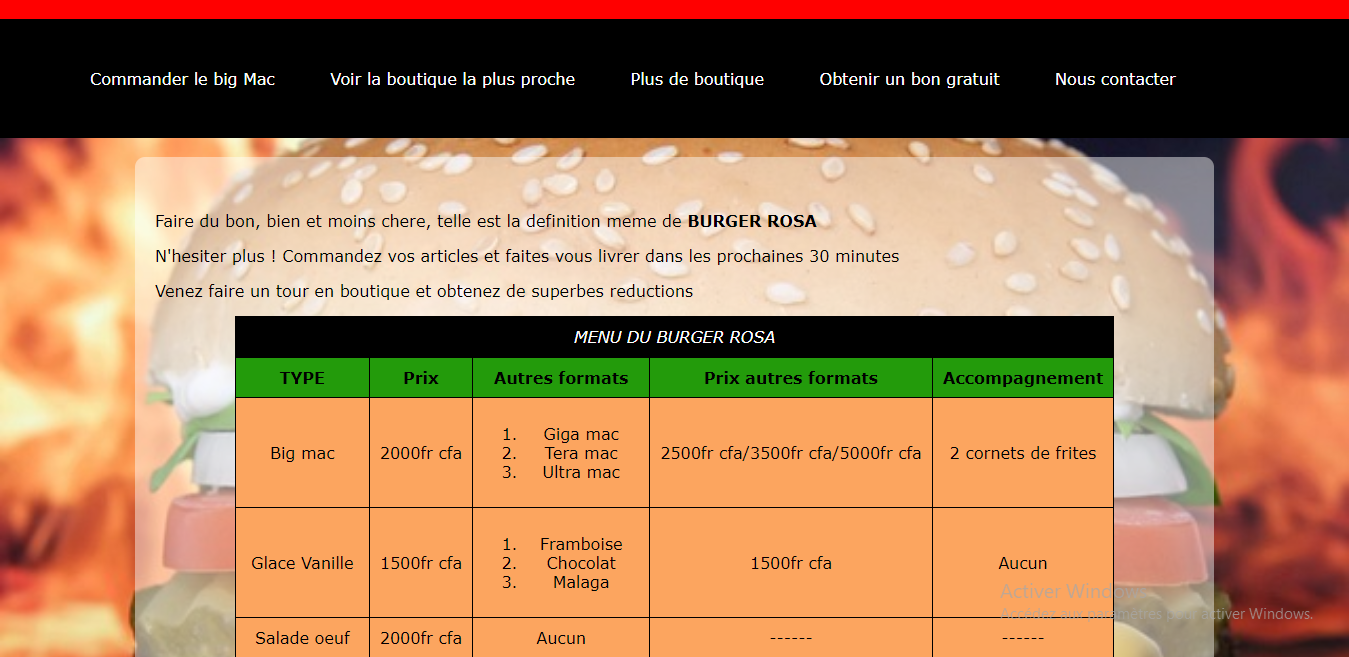 Commander le big Mac Voir la boutique la plus proche Plus de boutique Obtenir un bon gratuit Nous contacter
Faire du bon, bien et moins chere, telle est la definition meme de BURGER ROSA
N'hesiter plus ! Commandez vos articles et faites vous livrer dans les prochaines 30 minutes
Venez faire un tour en boutique et obtenez de superbes reductions
MENU DU BURGER ROSA
TYPE Prix Autres formats Prix autres formats Accompagnement
Big mac 2000fr cfa 1. Giga mac
2. Tera mac
3. Ultra mac 2500fr cfa/3500fr cfa/5000fr cfa 2 cornets de frites
Glace Vanille 1500fr cfa 1. Framboise
2. Chocolat
3. Malaga 1500fr cfa Aucun
Salade oeuf 2000fr cfa Aucun ------ ------
Activer Windows
Accédez aux paramètres pour activer Windows.